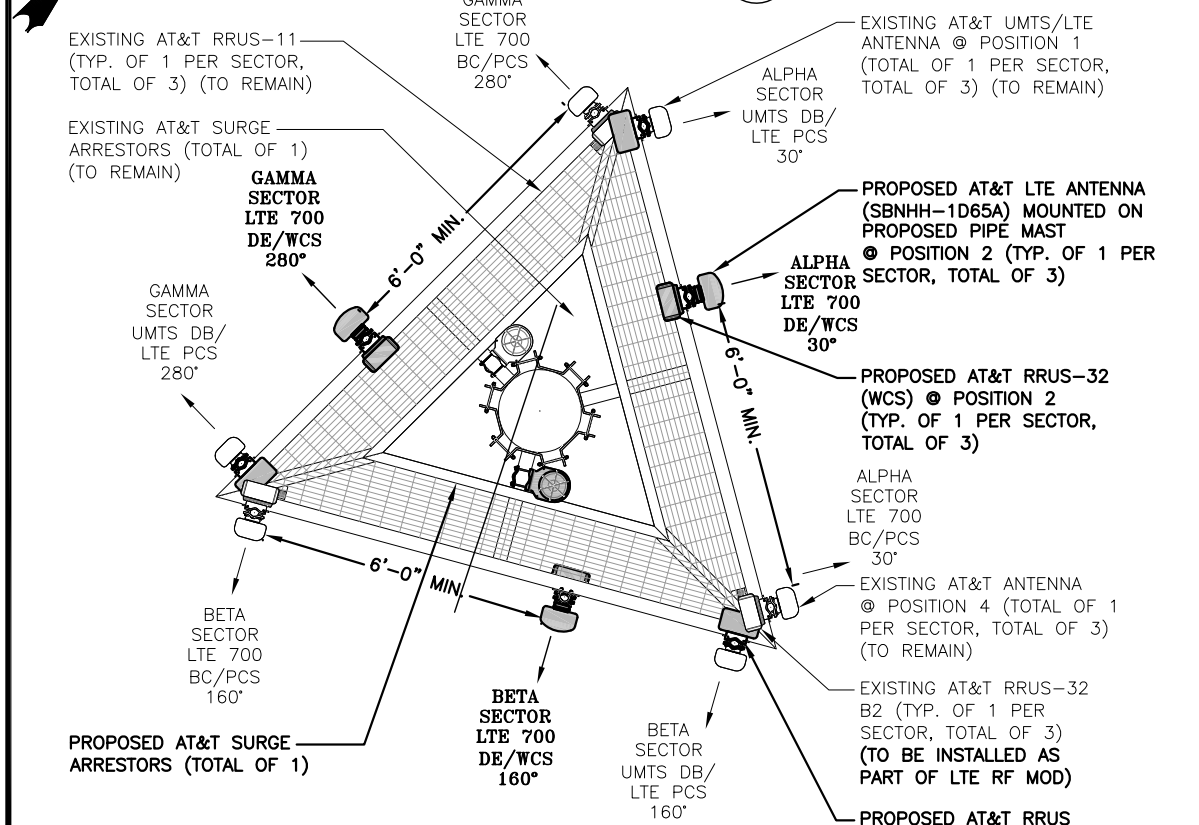 GAMMA
SECTOR
LTE 700
BC/PCS
280°
EXISTING AT&T RRUS-11
(TYP. OF 1 PER SECTOR,
TOTAL OF 3) (TO REMAIN)
EXISTING AT&T SURGE
ARRESTORS (TOTAL OF 1)
(TO REMAIN)
GAMMA
SECTOR
LTE 700
DE/WCS
280°
6'-0" MIN.
GAMMA
SECTOR
UMTS DB/
LTE PCS
280°
EXISTING AT&T UMTS/LTE
ANTENNA @ POSITION 1
(TOTAL OF 1 PER SECTOR,
TOTAL OF 3) (TO REMAIN)
ALPHA
SECTOR
UMTS DB/
LTE PCS
30°
PROPOSED AT&T LTE ANTENNA
(SBNHH-1D65A) MOUNTED ON
PROPOSED PIPE MAST
@ POSITION 2 (TYP. OF 1 PER
SECTOR, TOTAL OF 3)
ALPHA
SECTOR
LTE 700
DE/WCS
30°
6'-0" MIN.
PROPOSED AT&T RRUS-32
(WCS) @ POSITION 2
(TYP. OF 1 PER SECTOR,
TOTAL OF 3)
ALPHA
SECTOR
LTE 700
BC/PCS
30°
EXISTING AT&T ANTENNA
@ POSITION 4 (TOTAL OF 1
PER SECTOR, TOTAL OF 3)
(TO REMAIN)
EXISTING AT&T RRUS-32
B2 (TYP. OF 1 PER
SECTOR, TOTAL OF 3)
(TO BE INSTALLED AS
PART OF LTE RF MOD)
PROPOSED AT&T RRUS
6'-0" MIN.
BETA
SECTOR
LTE 700
BC/PCS
160°
PROPOSED AT&T SURGE
ARRESTORS (TOTAL OF 1)
BETA
SECTOR
LTE 700
DE/WCS
160°
BETA
SECTOR
UMTS DB/
LTE PCS
160°